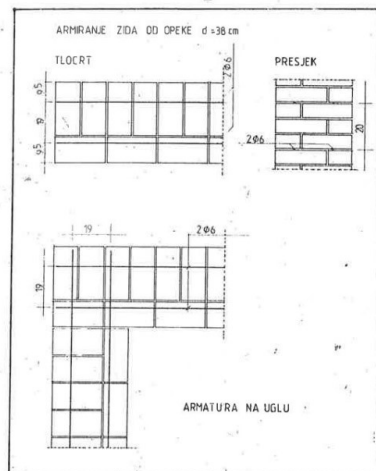 ARMIRANJE ZIDA OD OPEKE d=38 cm
TLOCRT
PRESJEK
9.5
19
9.5
2Ø6
2Ø6
20
19
2Ø6
19
ARMATURA NA UGLU